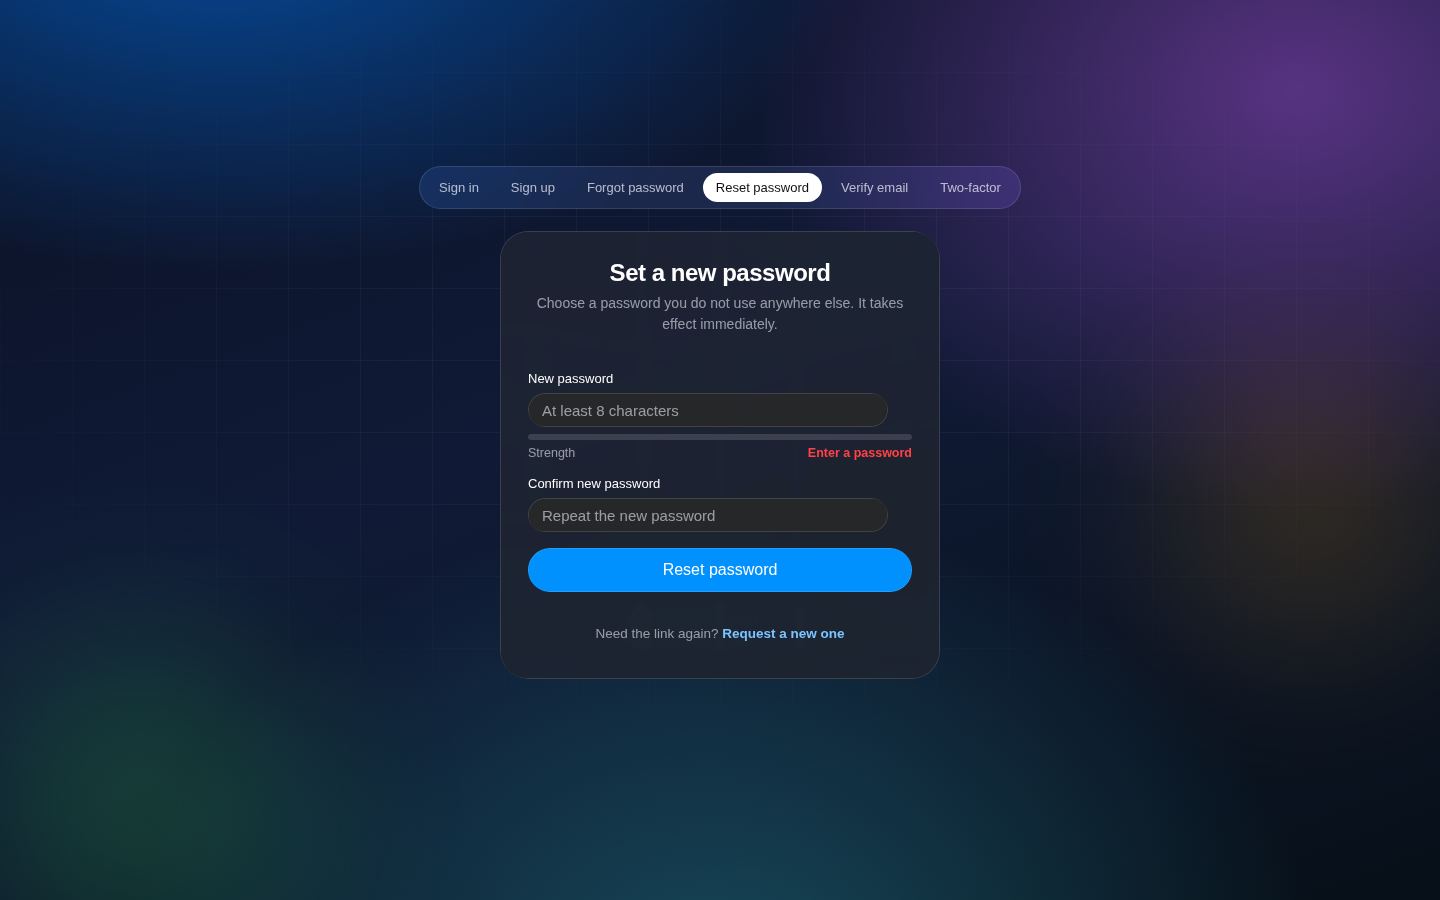 Sign in
Sign up
Forgot password
Reset password
Verify email
Two-factor
Set a new password
Choose a password you do not use anywhere else. It takes
effect immediately.
New password
At least 8 characters
Strength
Enter a password
Confirm new password
Repeat the new password
Reset password
Need the link again? Request a new one